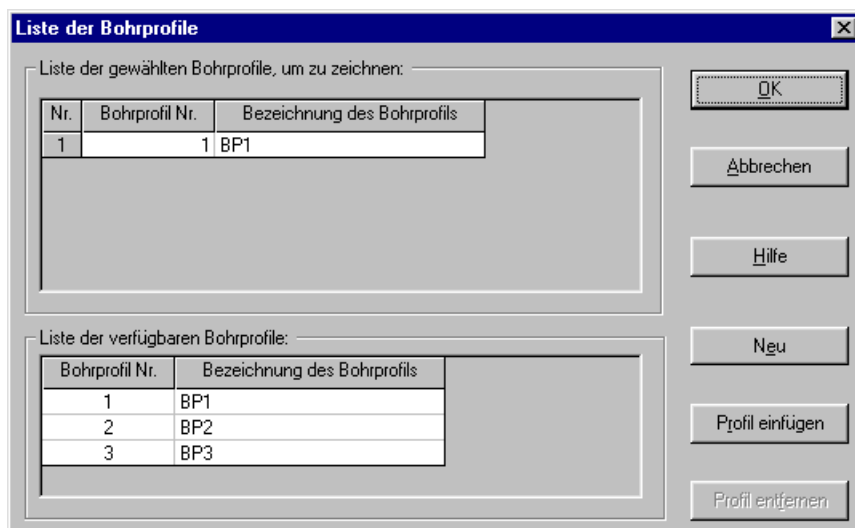 Liste der Bohrprofile
Liste der gewählten Bohrprofile, um zu zeichnen:
Nr. Bohrprofil Nr. Bezeichnung des Bohrprofils
1 1 BP1
Liste der verfügbaren Bohrprofile:
Bohrprofil Nr. Bezeichnung des Bohrprofils
1 BP1
2 BP2
3 BP3
OK
Abbrechen
Hilfe
Neu
Profil einfügen
Profil entfernen